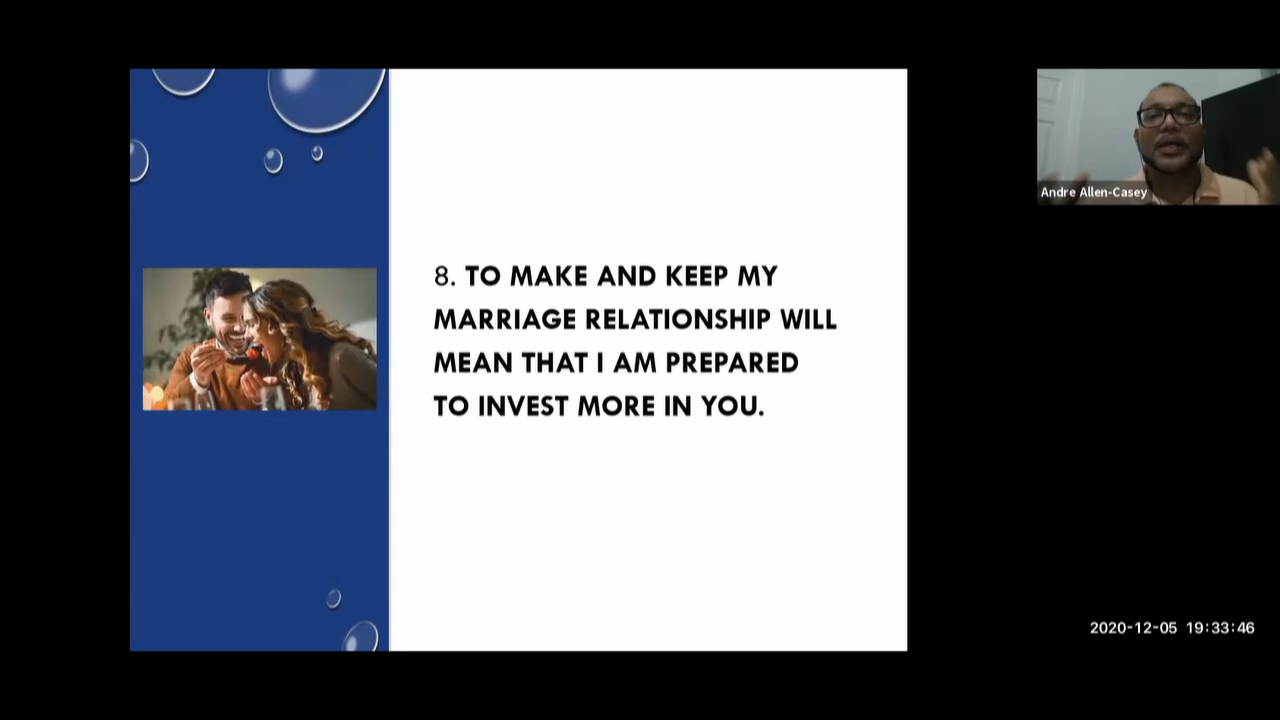 8. TO MAKE AND KEEP MY
MARRIAGE RELATIONSHIP WILL
MEAN THAT I AM PREPARED
TO INVEST MORE IN YOU.
Andre Allen-Casey
2020-12-05 19:33:46